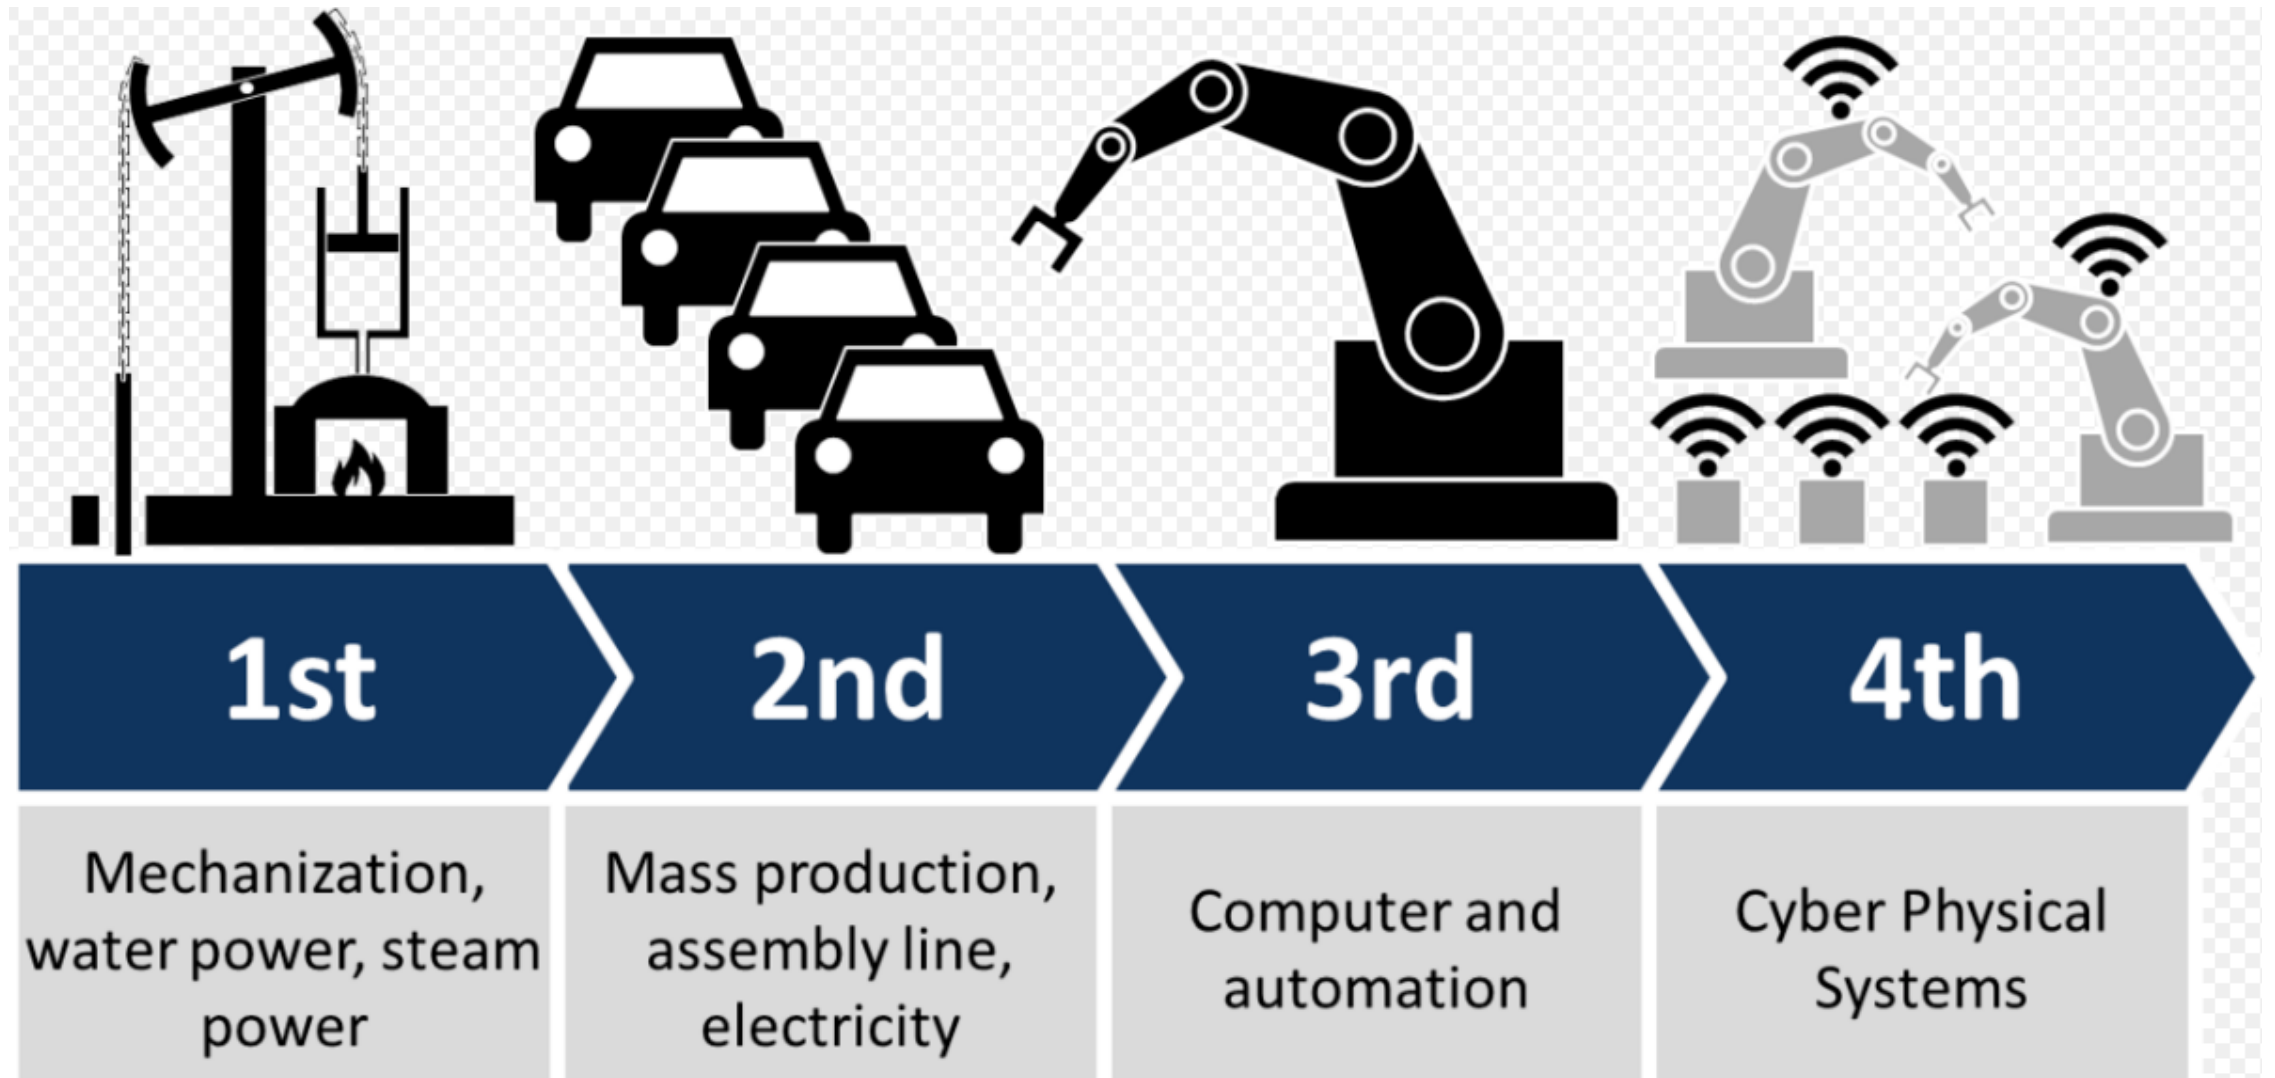 1st
2nd
3rd
4th
Mechanization,
water power, steam
power
Mass production,
assembly line,
electricity
Computer and
automation
Cyber Physical
Systems